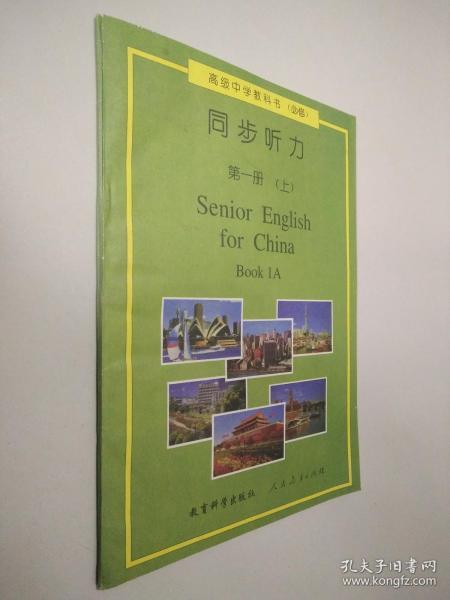 高级中学教科书（必修）
同步听力
第一册（上）
Senior English
for China
Book 1A
教育科学出版社 人民教育出版社
孔夫子旧书网
www.kongfz.com